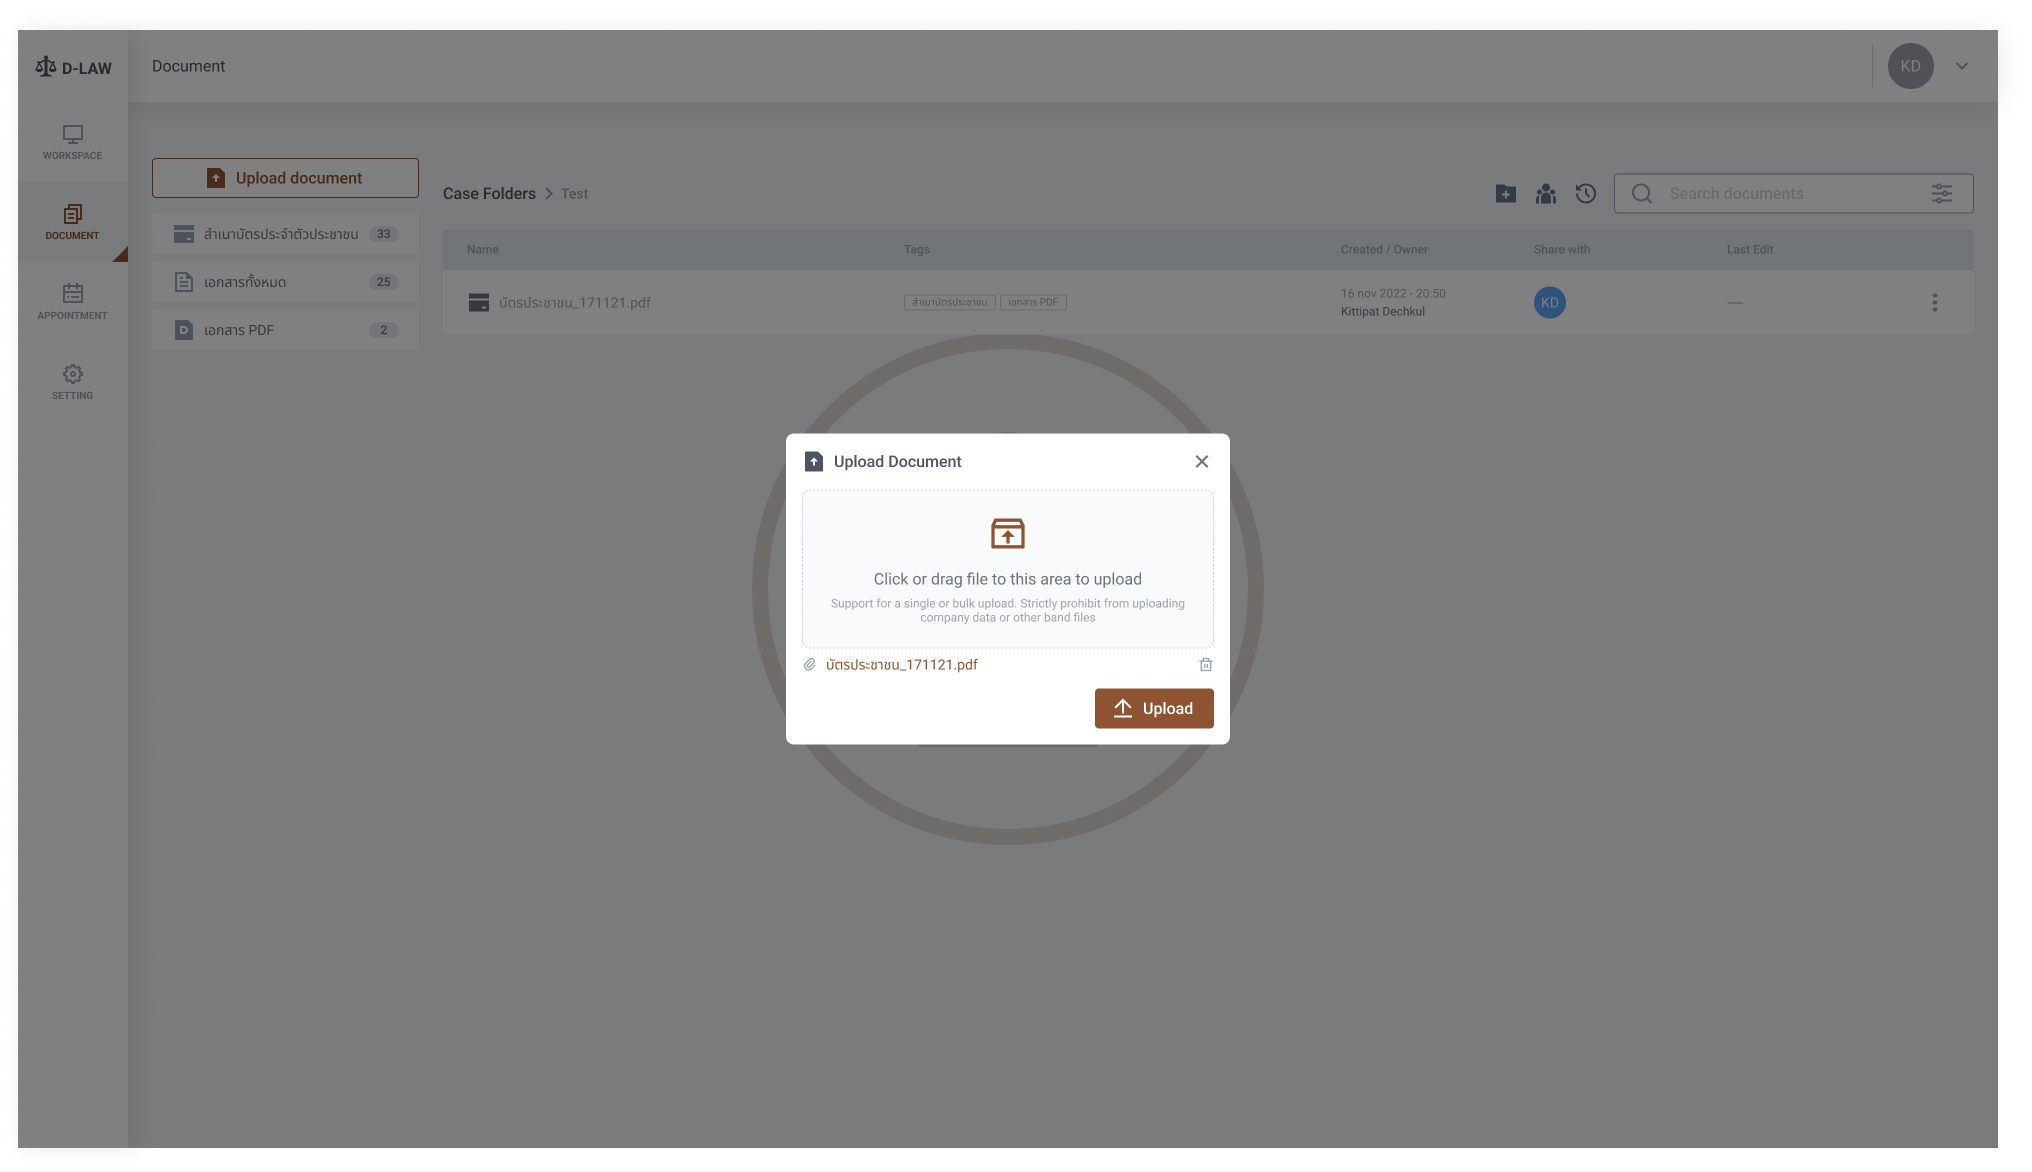 D-LAW
Document
KD
WORKSPACE
DOCUMENT
APPOINTMENT
SETTING
Upload document
สำเนาบัตรประจำตัวประชาชน 33
เอกสารทั้งหมด 25
เอกสาร PDF 2
Case Folders > Test
Search documents
Name Tags Created / Owner Share with Last Edit
บัตรประชาชน_171121.pdf สำเนาบัตรประชาชน เอกสาร PDF 16 nov 2022 - 20:50 KD —
Kittipat Dechkul
Upload Document
Click or drag file to this area to upload
Support for a single or bulk upload. Strictly prohibit from uploading
company data or other band files
บัตรประชาชน_171121.pdf
Upload